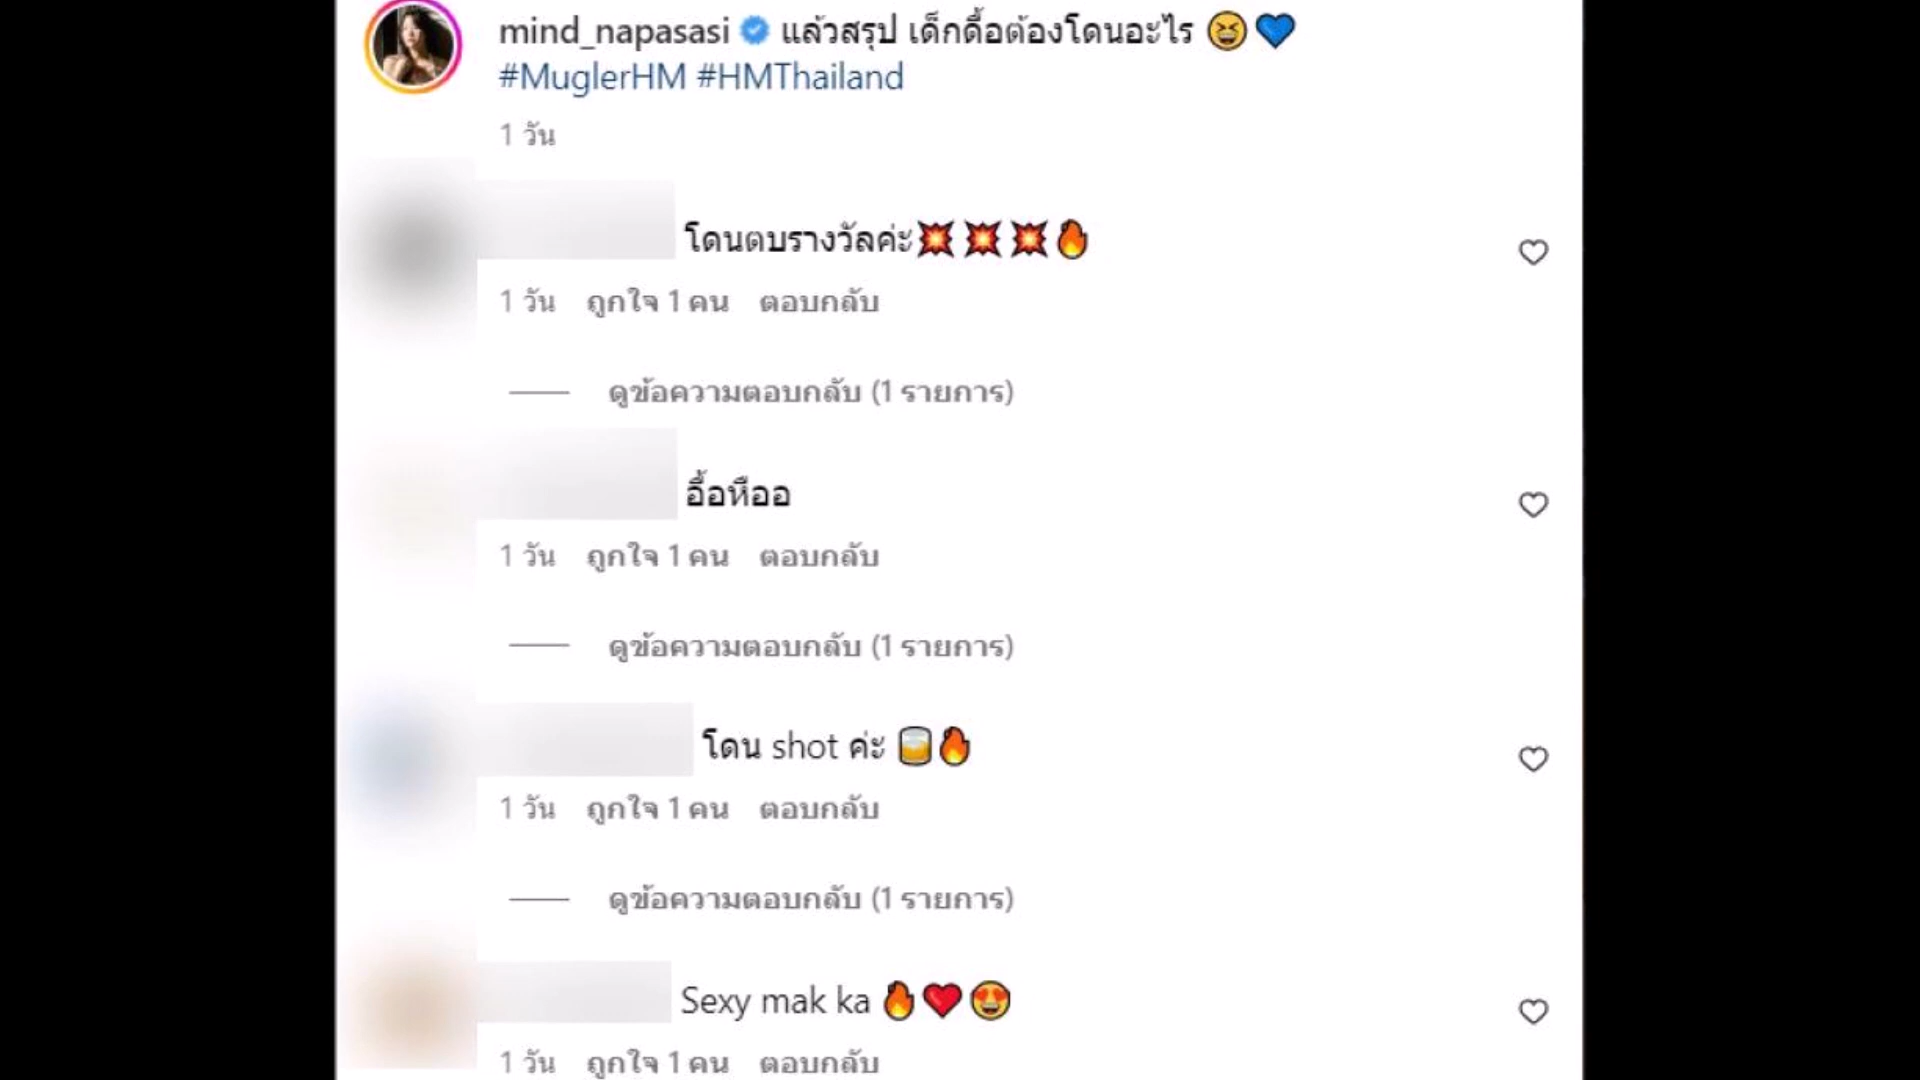 mind_napasasi แล้วสรุป เด็กดื้อต้องโดนอะไร 😆💙
#MuglerHM #HMThailand
1 วัน
โดนตบรางวัลค่ะ💥💥💥🔥
1 วัน ถูกใจ 1 คน ตอบกลับ
ดูข้อความตอบกลับ (1 รายการ)
อื้อหืออ
1 วัน ถูกใจ 1 คน ตอบกลับ
ดูข้อความตอบกลับ (1 รายการ)
โดน shot ค่ะ 🥃🔥
1 วัน ถูกใจ 1 คน ตอบกลับ
ดูข้อความตอบกลับ (1 รายการ)
Sexy mak ka 🔥❤️😍
1 วัน ถูกใจ 1 คน ตอบกลับ